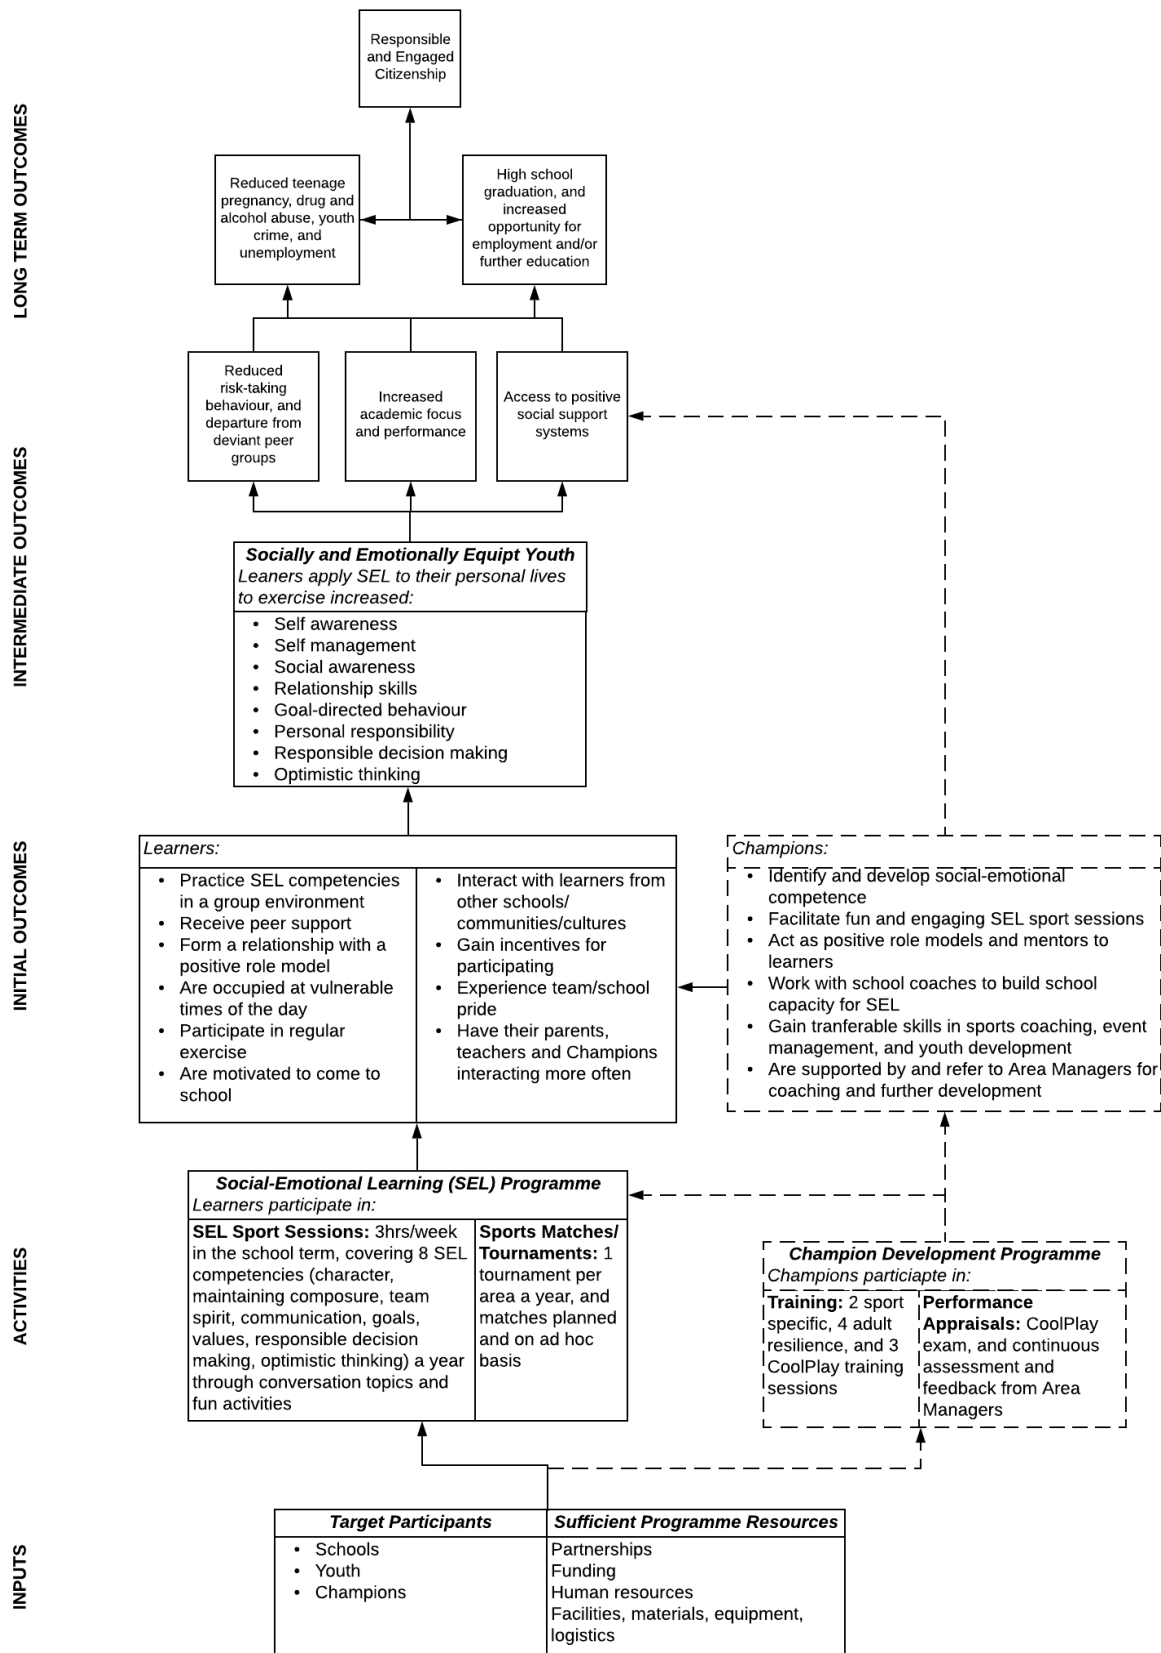 LONG TERM OUTCOMES
Responsible
and Engaged
Citizenship
Reduced teenage
pregnancy, drug and
alcohol abuse, youth
crime, and
unemployment
High school
graduation, and
increased
opportunity for
employment and/or
further education
INTERMEDIATE OUTCOMES
Reduced
risk-taking
behaviour, and
departure from
deviant peer
groups
Increased
academic focus
and performance
Access to positive
social support
systems
Socially and Emotionally Equipt Youth
Leaners apply SEL to their personal lives
to exercise increased:
• Self awareness
• Self management
• Social awareness
• Relationship skills
• Goal-directed behaviour
• Personal responsibility
• Responsible decision making
• Optimistic thinking
INITIAL OUTCOMES
Learners:
• Practice SEL competencies
in a group environment
• Receive peer support
• Form a relationship with a
positive role model
• Are occupied at vulnerable
times of the day
• Participate in regular
exercise
• Are motivated to come to
school
• Interact with learners from
other schools/
communities/cultures
• Gain incentives for
participating
• Experience team/school
pride
• Have their parents,
teachers and Champions
interacting more often
Champions:
• Identify and develop social-emotional
competence
• Facilitate fun and engaging SEL sport sessions
• Act as positive role models and mentors to
learners
• Work with school coaches to build school
capacity for SEL
• Gain tranferable skills in sports coaching, event
management, and youth development
• Are supported by and refer to Area Managers for
coaching and further development
ACTIVITIES
Social-Emotional Learning (SEL) Programme
Learners participate in:
SEL Sport Sessions: 3hrs/week
in the school term, covering 8 SEL
competencies (character,
maintaining composure, team
spirit, communication, goals,
values, responsible decision
making, optimistic thinking) a year
through conversation topics and
fun activities
Sports Matches/
Tournaments: 1
tournament per
area a year, and
matches planned
and on ad hoc
basis
Champion Development Programme
Champions particiapte in:
Training: 2 sport
specific, 4 adult
resilience, and 3
CoolPlay training
sessions
Performance
Appraisals: CoolPlay
exam, and continuous
assessment and
feedback from Area
Managers
INPUTS
Target Participants
• Schools
• Youth
• Champions
Sufficient Programme Resources
Partnerships
Funding
Human resources
Facilities, materials, equipment,
logistics